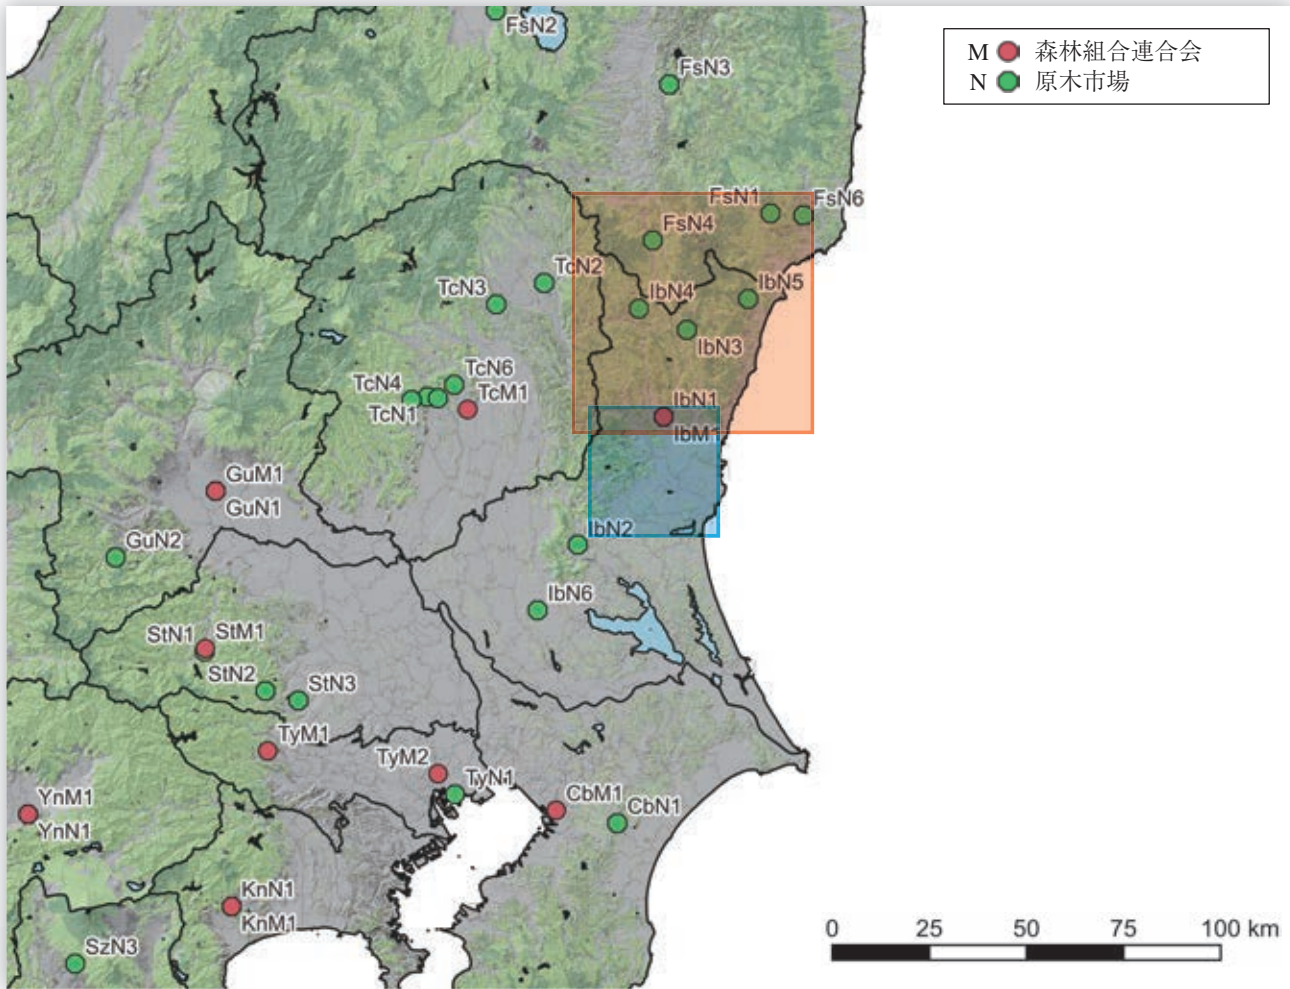 FsN2
M 森林組合連合会
N 原木市場
FsN3
FsN1
FsN6
FsN4
TcN2
TcN3
IbN4
IbN5
IbN3
TcN6
TcN4
TcM1
TcN1
IbN1
IbM1
GuM1
GuN1
GuN2
IbN2
IbN6
StN1
StM1
StN2
StN3
TyM1
TyM2
TyN1
YnM1
YnN1
CbM1
CbN1
KnN1
KnM1
SzN3
0 25 50 75 100 km